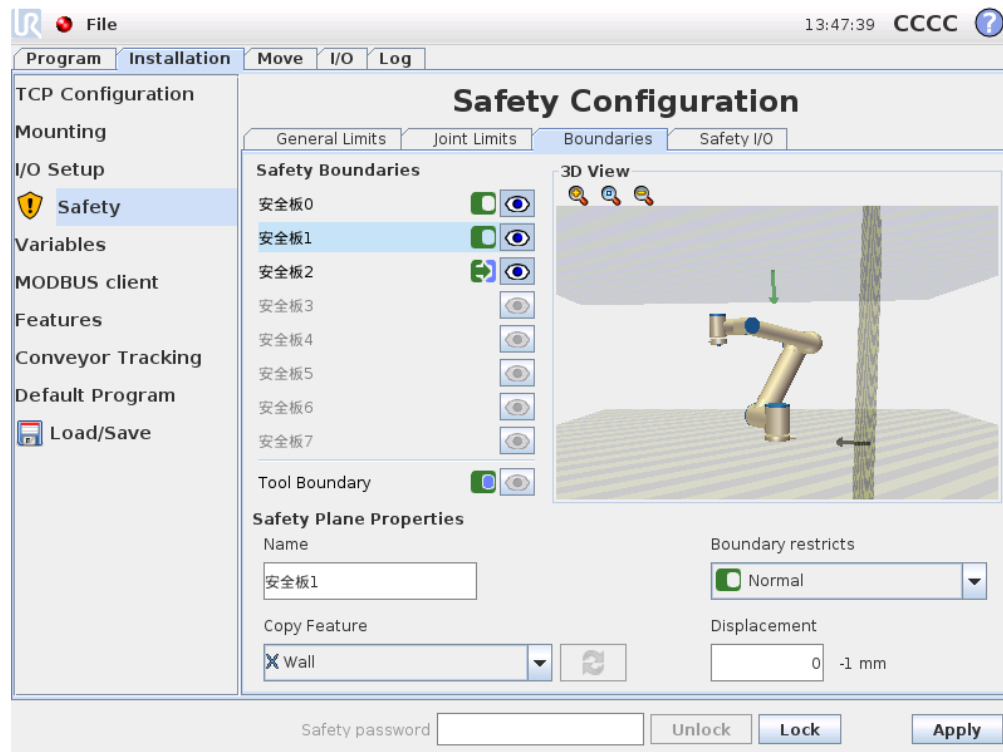 UR File 13:47:39 CCCC ?
Program Installation Move I/O Log
TCP Configuration
Mounting
I/O Setup
Safety
Variables
MODBUS client
Features
Conveyor Tracking
Default Program
Load/Save
Safety Configuration
General Limits Joint Limits Boundaries Safety I/O
Safety Boundaries
安全板0
安全板1
安全板2
安全板3
安全板4
安全板5
安全板6
安全板7
Tool Boundary
3D View
Safety Plane Properties
Name
安全板1
Boundary restricts
Normal
Copy Feature
Wall
Displacement
0 -1 mm
Safety password Unlock Lock Apply